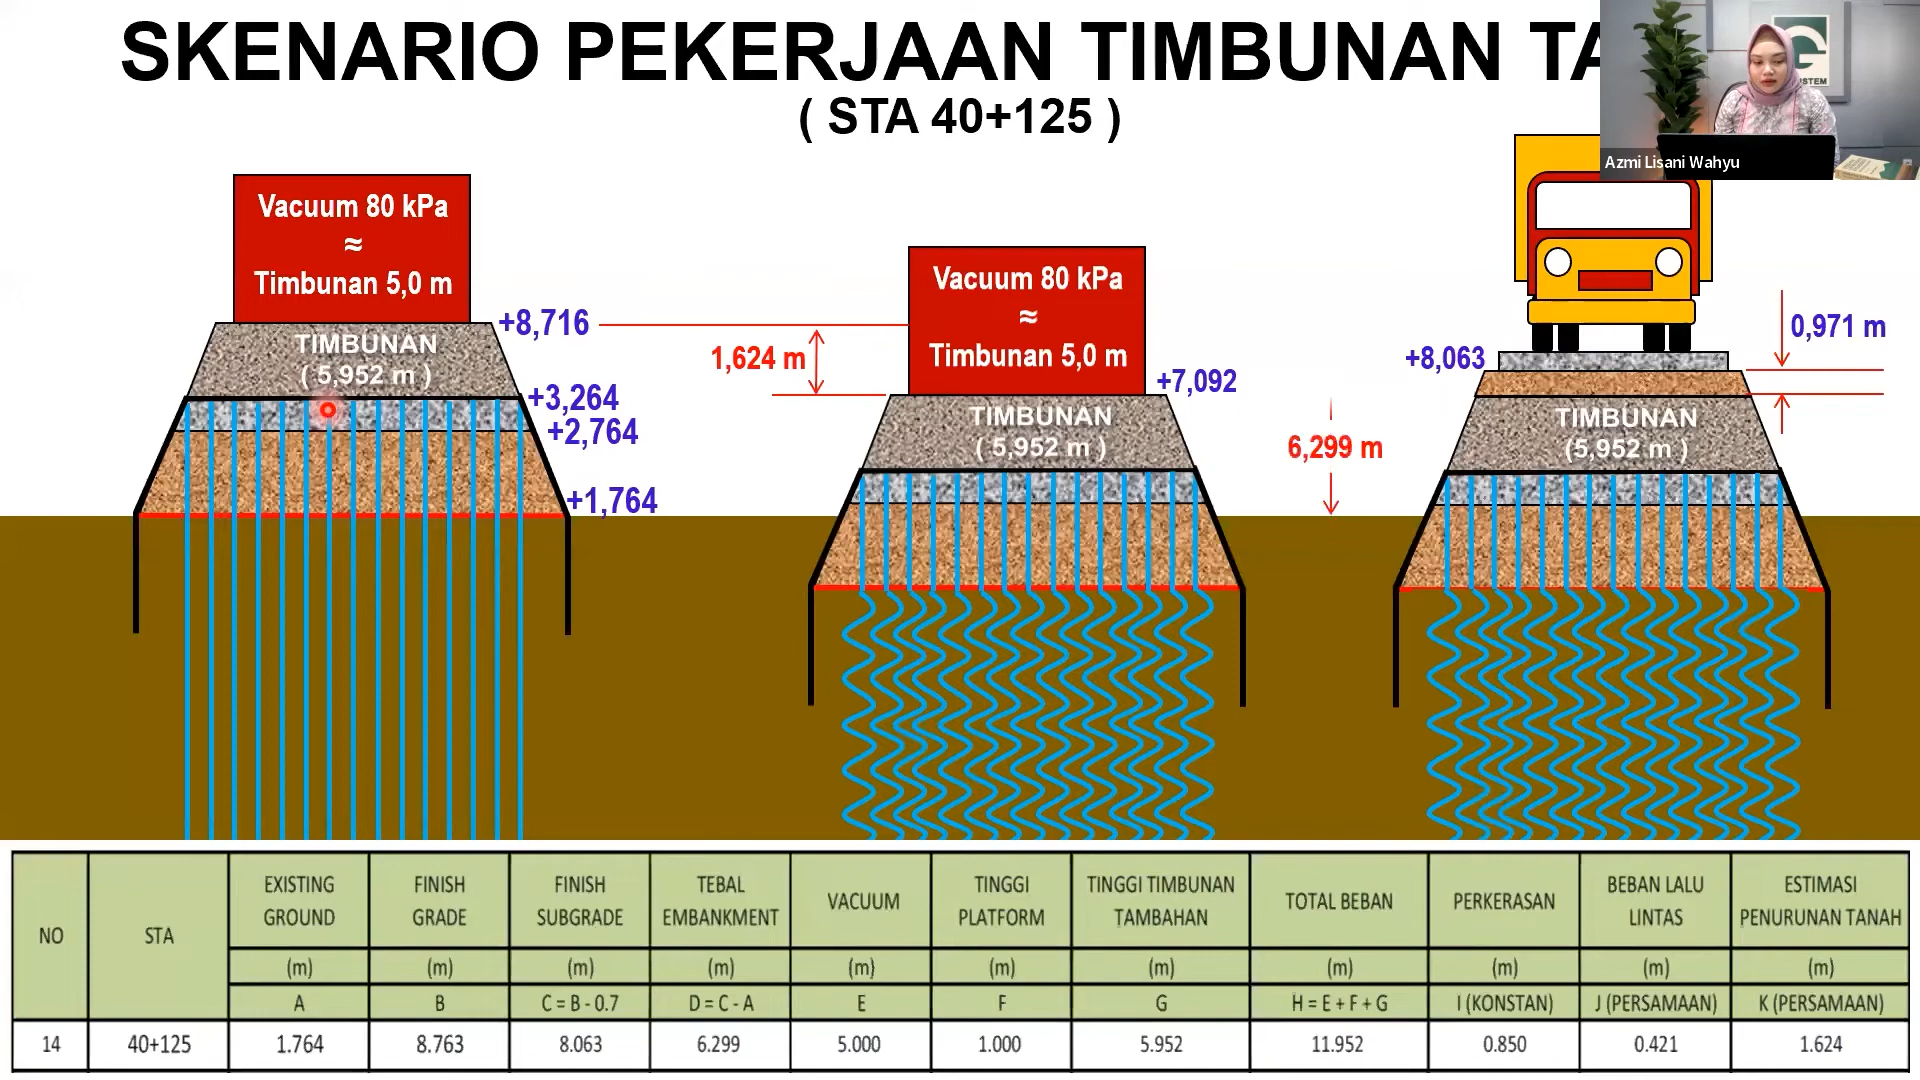 SKENARIO PEKERJAAN TIMBUNAN TA
( STA 40+125 )
STEM
Azmi Lisani Wahyu
Vacuum 80 kPa
≈
Timbunan 5,0 m
+8,716
TIMBUNAN
( 5,952 m )
+3,264
+2,764
+1,764
1,624 m
Vacuum 80 kPa
≈
Timbunan 5,0 m
+7,092
TIMBUNAN
( 5,952 m )
6,299 m
+8,063
0,971 m
TIMBUNAN
(5,952 m )
NO
STA
EXISTING
GROUND
(m)
A
FINISH
GRADE
(m)
B
FINISH
SUBGRADE
(m)
C = B - 0.7
TEBAL
EMBANKMENT
(m)
D = C - A
VACUUM
(m)
E
TINGGI
PLATFORM
(m)
F
TINGGI TIMBUNAN
TAMBAHAN
(m)
G
TOTAL BEBAN
(m)
H = E + F + G
PERKERASAN
(m)
I (KONSTAN)
BEBAN LALU
LINTAS
(m)
J (PERSAMAAN)
ESTIMASI
PENURUNAN TANAH
(m)
K (PERSAMAAN)
14 40+125 1.764 8.763 8.063 6.299 5.000 1.000 5.952 11.952 0.850 0.421 1.624